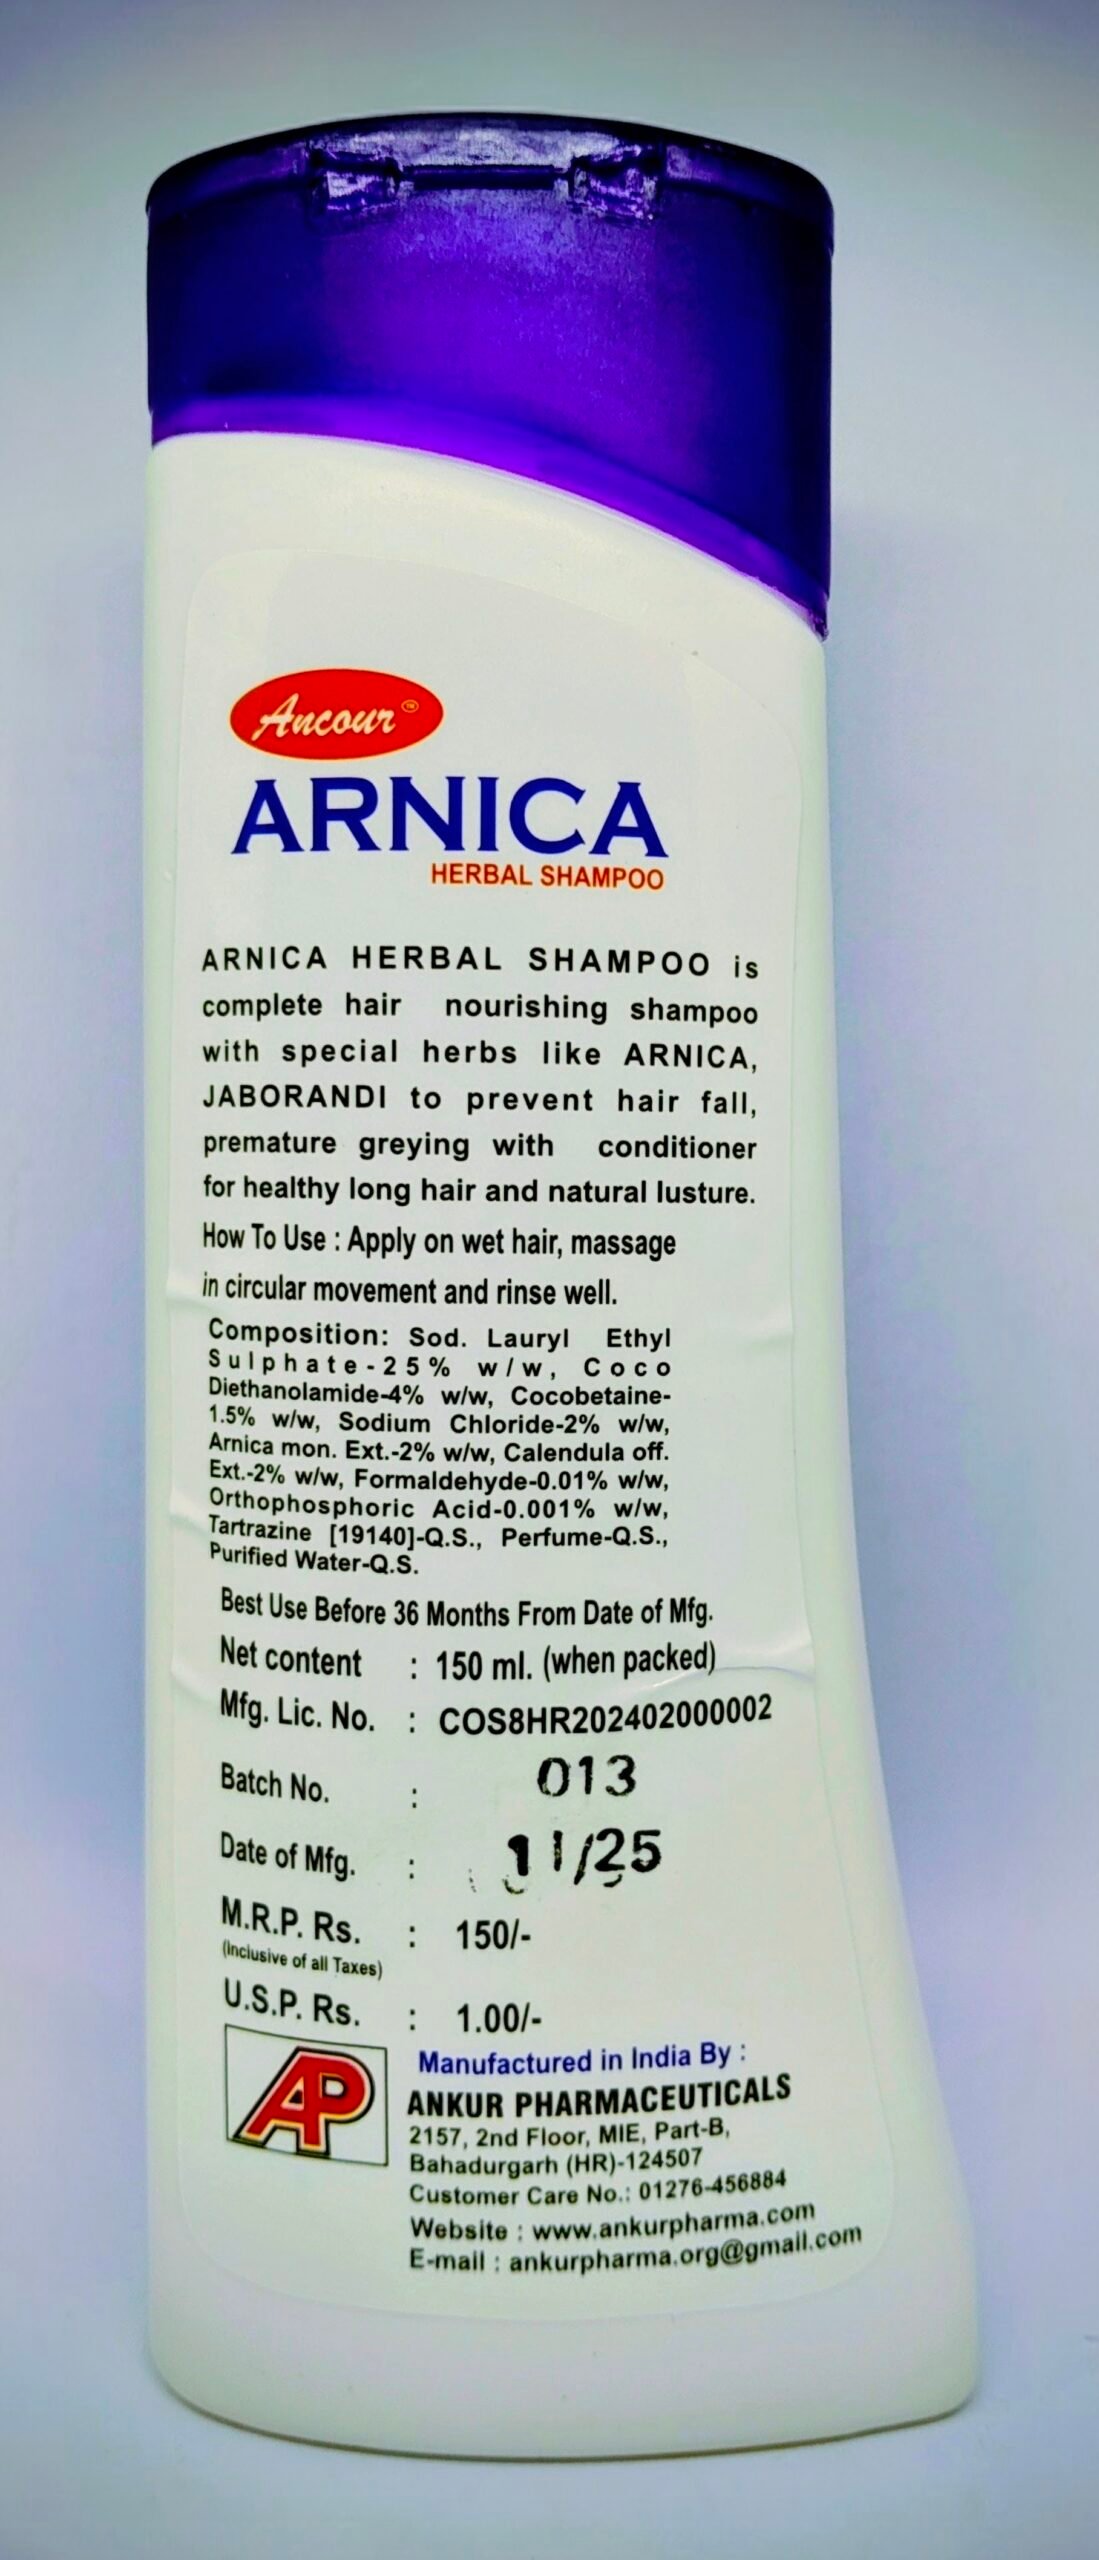 Ancour™
ARNICA
HERBAL SHAMPOO
ARNICA HERBAL SHAMPOO is
complete hair nourishing shampoo
with special herbs like ARNICA,
JABORANDI to prevent hair fall,
premature greying with conditioner
for healthy long hair and natural lusture.
How To Use : Apply on wet hair, massage
in circular movement and rinse well.
Composition: Sod. Lauryl Ethyl
Sulphate-25% w/w, Coco
Diethanolamide-4% w/w, Cocobetaine-
1.5% w/w, Sodium Chloride-2% w/w,
Arnica mon. Ext.-2% w/w, Calendula off.
Ext.-2% w/w, Formaldehyde-0.01% w/w,
Orthophosphoric Acid-0.001% w/w,
Tartrazine [19140]-Q.S., Perfume-Q.S.,
Purified Water-Q.S.
Best Use Before 36 Months From Date of Mfg.
Net content : 150 ml. (when packed)
Mfg. Lic. No. : COS8HR202402000002
Batch No. : 013
Date of Mfg. : 11/25
M.R.P. Rs. : 150/-
(Inclusive of all Taxes)
U.S.P. Rs. : 1.00/-
AP
Manufactured in India By :
ANKUR PHARMACEUTICALS
2157, 2nd Floor, MIE, Part-B,
Bahadurgarh (HR)-124507
Customer Care No.: 01276-456884
Website : www.ankurpharma.com
E-mail : ankurpharma.org@gmail.com